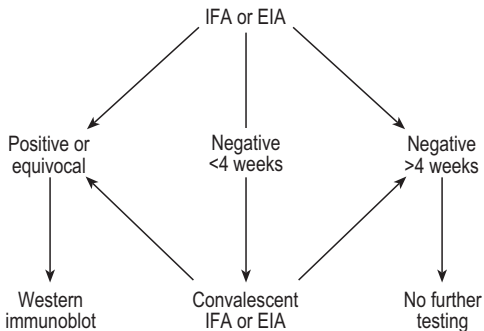 IFA or EIA
Positive or
equivocal
Negative
<4 weeks
Negative
>4 weeks
Western
immunoblot
Convalescent
IFA or EIA
No further
testing